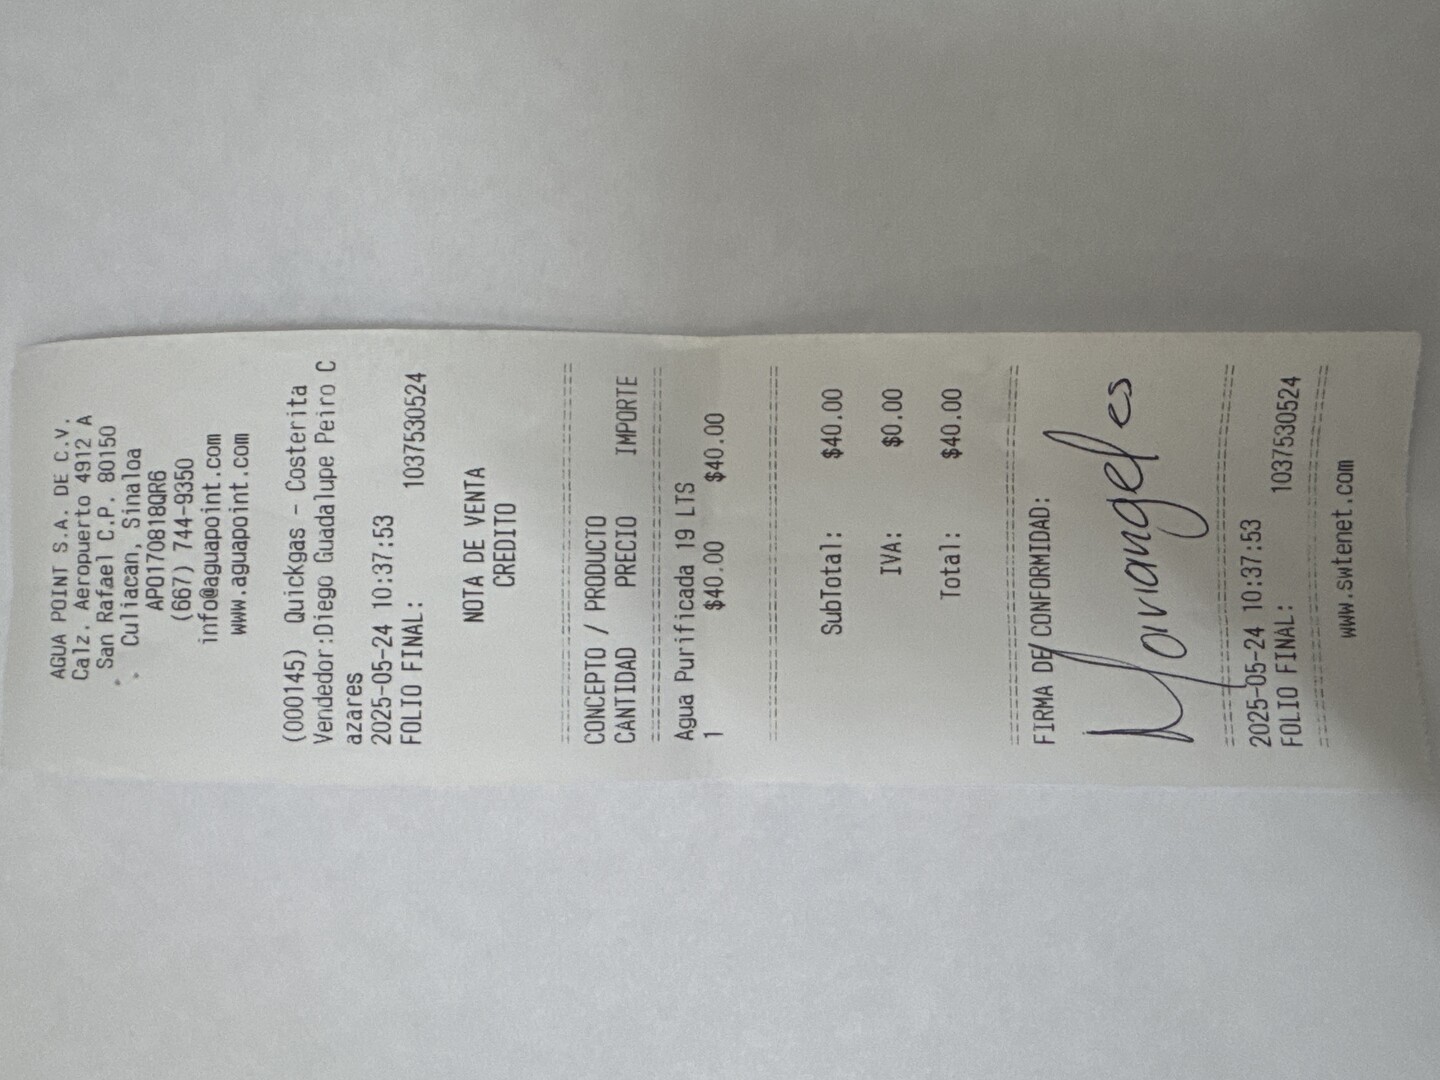 AGUA POINT S.A. DE C.V.
Calz. Aeropuerto 4912 A
San Rafael C.P. 80150
Culiacan, Sinaloa
APO170818QR6
(667) 744-9350
info@aguapoint.com
www.aguapoint.com
(000145) Quickgas - Costerita
Vendedor:Diego Guadalupe Peiro C
azares
2025-05-24 10:37:53
FOLIO FINAL: 1037530524
NOTA DE VENTA
CREDITO
================================
CONCEPTO / PRODUCTO
CANTIDAD PRECIO IMPORTE
================================
Agua Purificada 19 LTS
1 $40.00 $40.00
================================
SubTotal: $40.00
IVA: $0.00
Total: $40.00
================================
FIRMA DE CONFORMIDAD:
Mariangeles
================================
2025-05-24 10:37:53
FOLIO FINAL: 1037530524
================================
www.swtenet.com